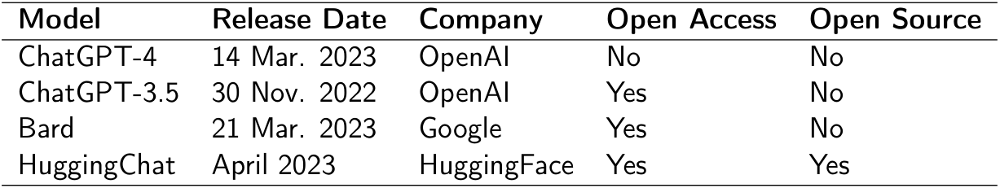 Model Release Date Company Open Access Open Source
ChatGPT-4 14 Mar. 2023 OpenAI No No
ChatGPT-3.5 30 Nov. 2022 OpenAI Yes No
Bard 21 Mar. 2023 Google Yes No
HuggingChat April 2023 HuggingFace Yes Yes